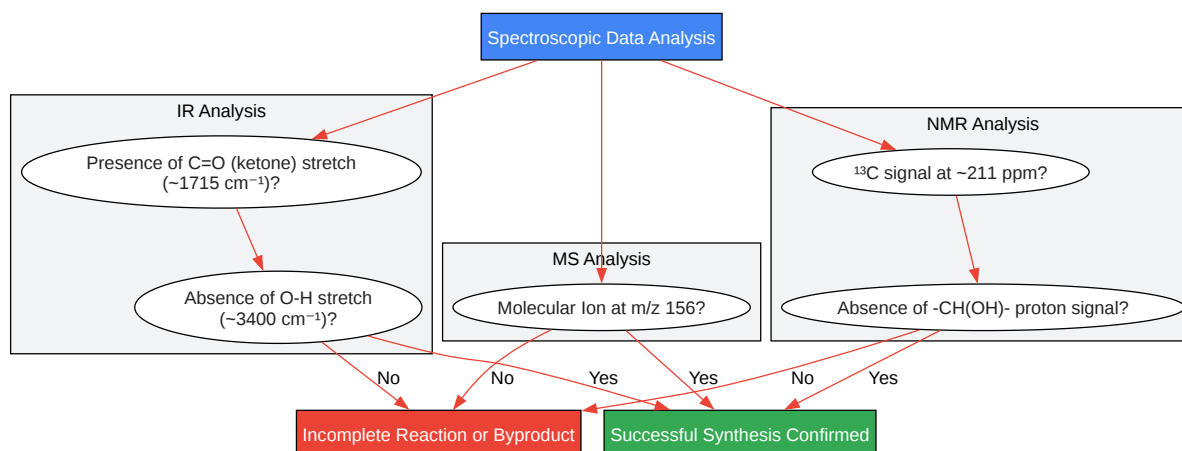 Spectroscopic Data Analysis
IR Analysis
Presence of C=O (ketone) stretch
(~1715 cm⁻¹)?
Absence of O-H stretch
(~3400 cm⁻¹)?
MS Analysis
Molecular Ion at m/z 156?
NMR Analysis
¹³C signal at ~211 ppm?
Absence of -CH(OH)- proton signal?
No
Yes
No
Yes
No
Yes
Incomplete Reaction or Byproduct
Successful Synthesis Confirmed